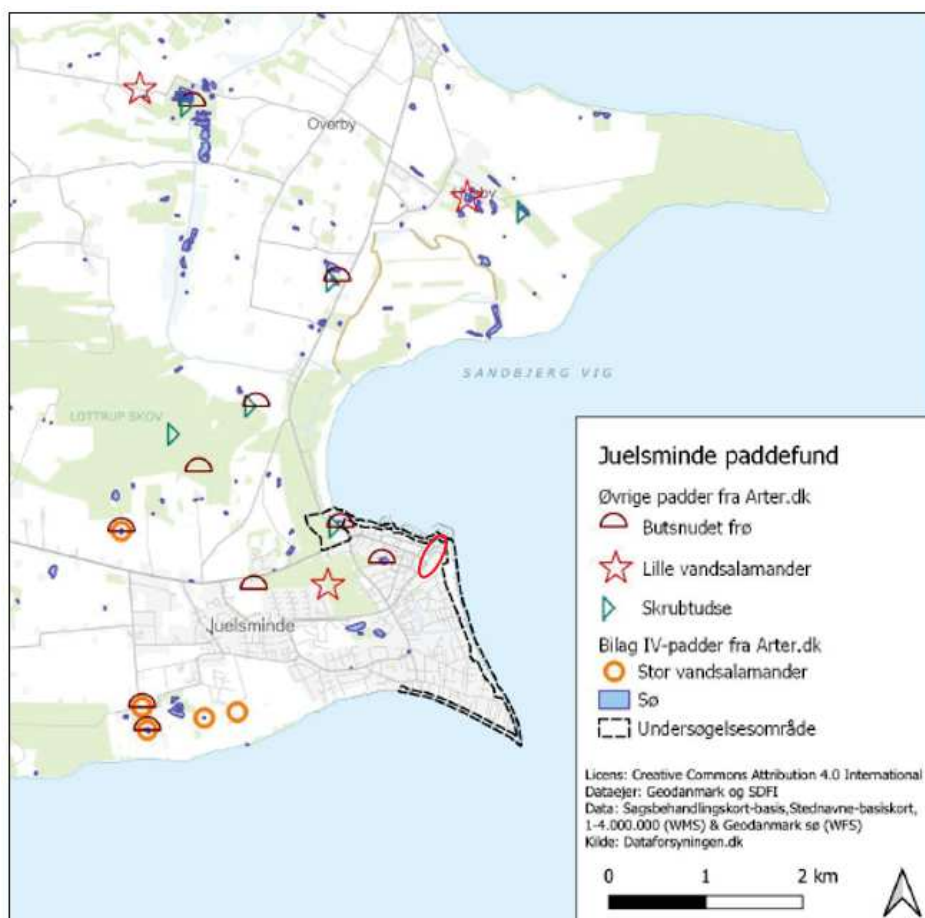 Overby
SANDBJERG VIG
LOTTRUP SKOV
Juelsminde
Juelsminde paddefund
Øvrige padder fra Arter.dk
Butsnudet frø
Lille vandsalamander
Skrubtudse
Bilag IV-padder fra Arter.dk
Stor vandsalamander
Sø
Undersøgelsesområde
Licens: Creative Commons Attribution 4.0 International
Dataejer: Geodanmark og SDFI
Data: Sagsbehandlingskort-basis,Stednavne-basiskort,
1-4.000.000 (WMS) & Geodanmark sø (WFS)
Kilde: Dataforsyningen.dk
0 1 2 km